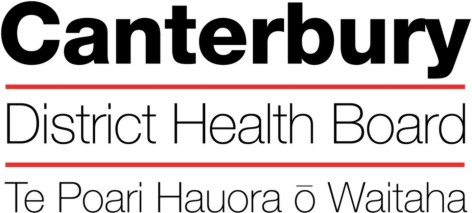 Canterbury
District Health Board
Te Poari Hauora ō Waitaha